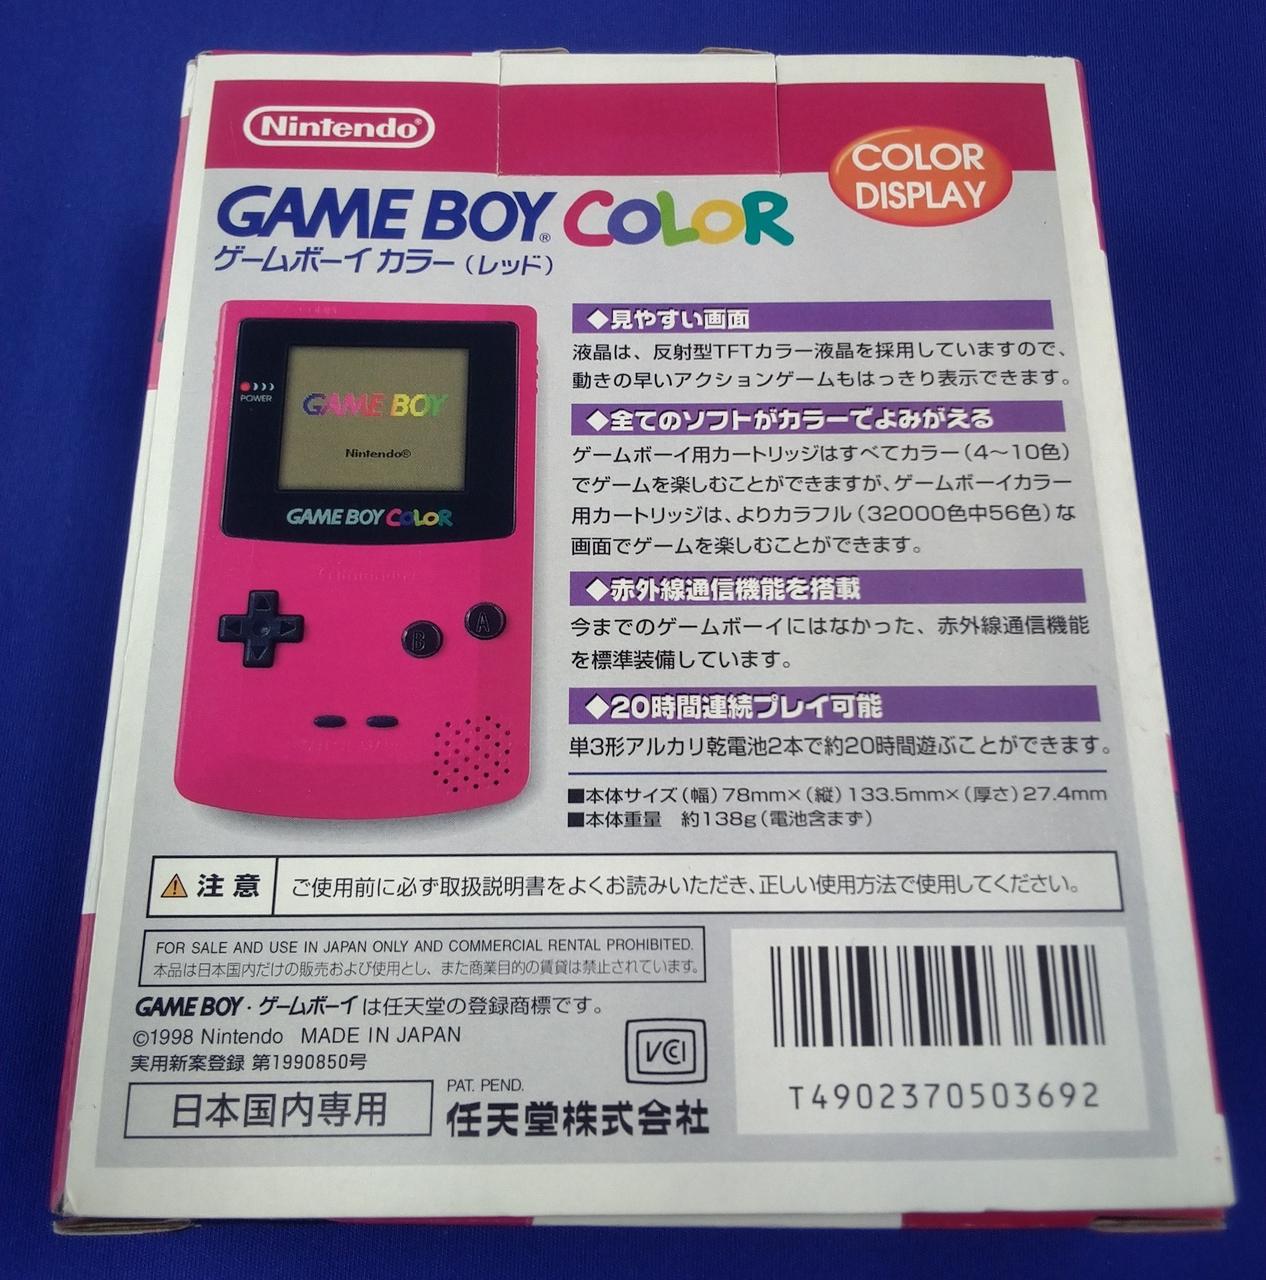 Nintendo®
COLOR
DISPLAY
GAME BOY® COLOR
ゲームボーイ カラー（レッド）
POWER
GAME BOY
Nintendo®
GAME BOY COLOR
B
A
◆見やすい画面
液晶は、反射型TFTカラー液晶を採用していますので、
動きの早いアクションゲームもはっきり表示できます。
◆全てのソフトがカラーでよみがえる
ゲームボーイ用カートリッジはすべてカラー（4～10色）
でゲームを楽しむことができますが、ゲームボーイカラー
用カートリッジは、よりカラフル（32000色中56色）な
画面でゲームを楽しむことができます。
◆赤外線通信機能を搭載
今までのゲームボーイにはなかった、赤外線通信機能
を標準装備しています。
◆20時間連続プレイ可能
単3形アルカリ乾電池2本で約20時間遊ぶことができます。
■本体サイズ（幅）78mm×（縦）133.5mm×（厚さ）27.4mm
■本体重量 約138g（電池含まず）
注意
ご使用前に必ず取扱説明書をよくお読みいただき、正しい使用方法で使用してください。
FOR SALE AND USE IN JAPAN ONLY AND COMMERCIAL RENTAL PROHIBITED.
本品は日本国内だけの販売および使用とし、また商業目的の賃貸は禁止されています。
GAME BOY・ゲームボーイは任天堂の登録商標です。
©1998 Nintendo MADE IN JAPAN
実用新案登録 第1990850号
VCI
日本国内専用
PAT. PEND.
任天堂株式会社
T4902370503692